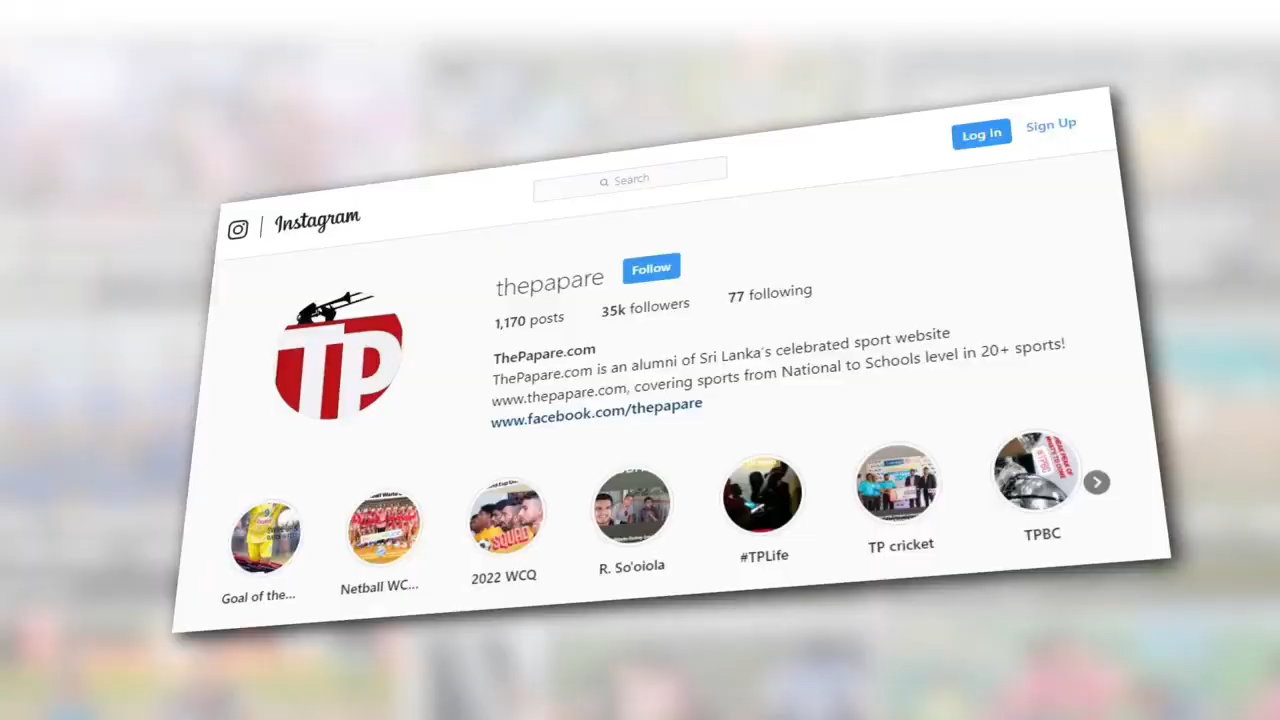 Instagram
Search
Log In
Sign Up
TP
thepapare
Follow
1,170 posts
35k followers
77 following
ThePapare.com
ThePapare.com is an alumni of Sri Lanka's celebrated sport website
www.thepapare.com, covering sports from National to Schools level in 20+ sports!
www.facebook.com/thepapare
SQUAD
#TPBC
Goal of the...
Netball WC...
2022 WCQ
R. So'oiola
#TPLife
TP cricket
TPBC